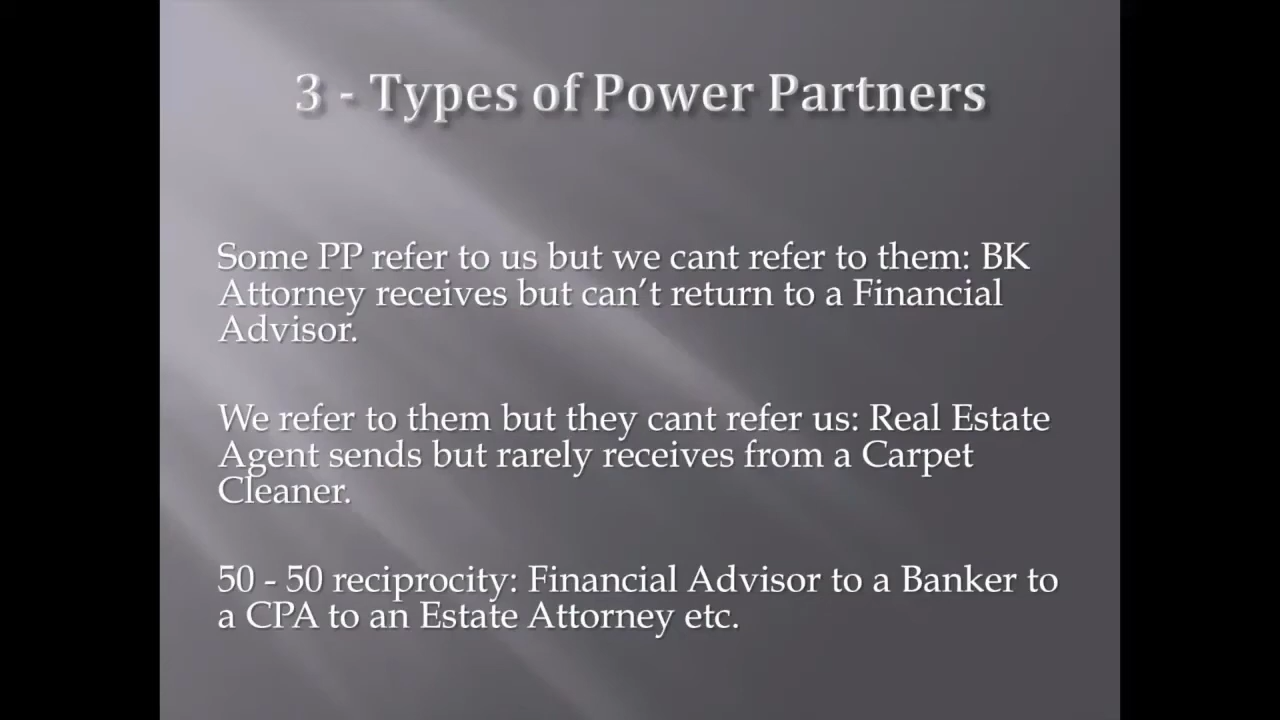 3 - Types of Power Partners
Some PP refer to us but we cant refer to them: BK
Attorney receives but can’t return to a Financial
Advisor.
We refer to them but they cant refer us: Real Estate
Agent sends but rarely receives from a Carpet
Cleaner.
50 - 50 reciprocity: Financial Advisor to a Banker to
a CPA to an Estate Attorney etc.